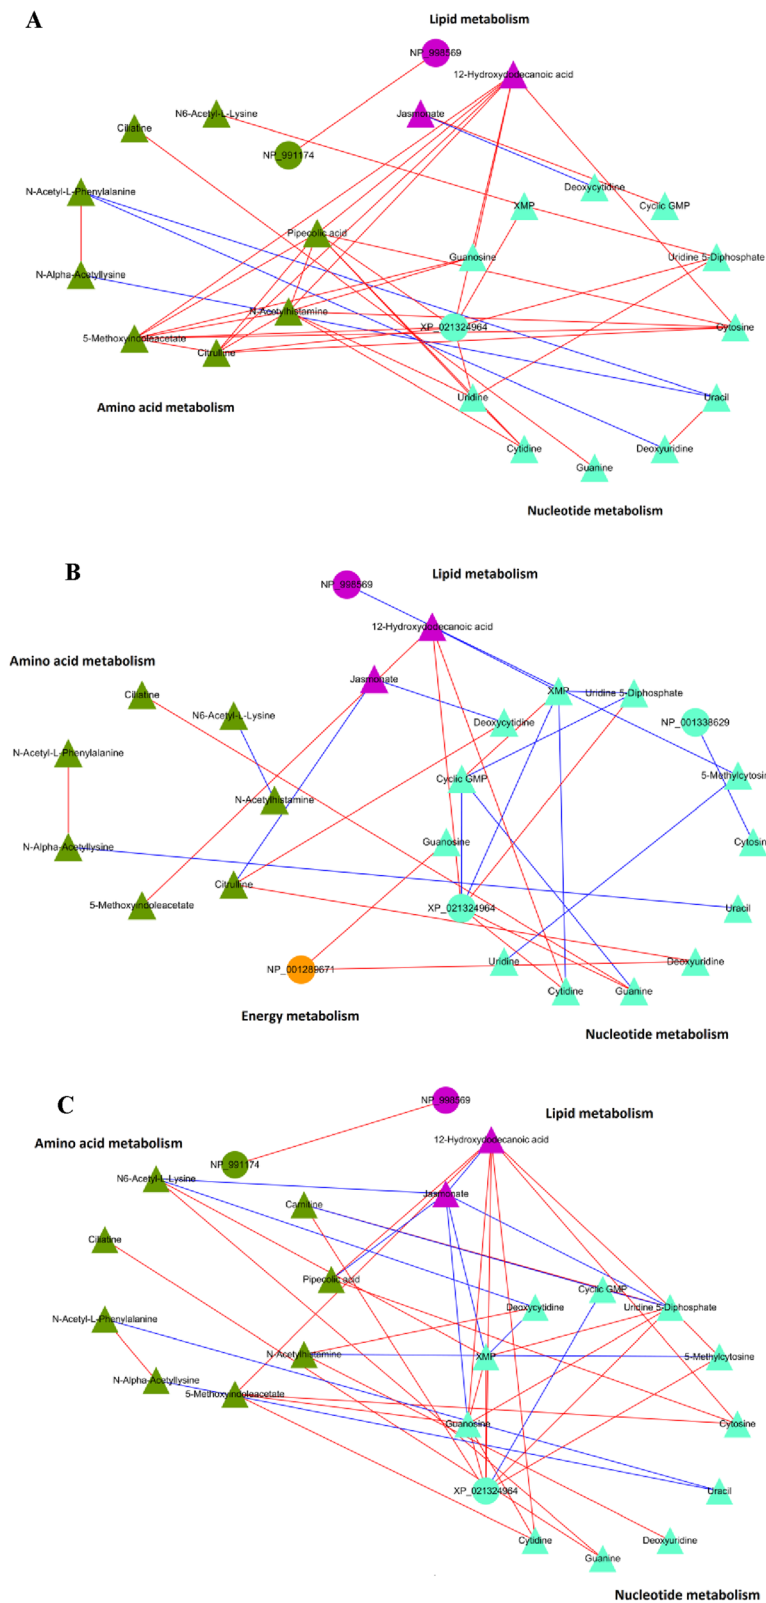 A
Lipid metabolism
NP_998569
12-Hydroxydodecanoic acid
N6-Acetyl-L-Lysine
Jasmonate
Ciliatine
NP_991174
Deoxycytidine
N-Acetyl-L-Phenylalanine
XMP
Cyclic GMP
Pipecolic acid
Guanosine
Uridine 5-Diphosphate
N-Alpha-Acetyllysine
N-Acetylhistamine
XP_021324964
Cytosine
5-Methoxyindoleacetate
Citrulline
Amino acid metabolism
Uridine
Uracil
Cytidine
Deoxyuridine
Guanine
Nucleotide metabolism
B
Lipid metabolism
NP_998569
12-Hydroxydodecanoic acid
Amino acid metabolism
Jasmonate
Ciliatine
XMP
Uridine 5-Diphosphate
N6-Acetyl-L-Lysine
Deoxycytidine
NP_001338629
N-Acetyl-L-Phenylalanine
Cyclic GMP
5-Methylcytosin
N-Acetylhistamine
N-Alpha-Acetyllysine
Guanosine
Cytosin
Citrulline
5-Methoxyindoleacetate
XP_021324964
Uracil
NP_001289671
Uridine
Deoxyuridine
Cytidine
Guanine
Energy metabolism
Nucleotide metabolism
C
NP_998569
Lipid metabolism
Amino acid metabolism
12-Hydroxydodecanoic acid
NP_991174
N6-Acetyl-L-Lysine
Jasmonate
Carnitine
Ciliatine
Pipecolic acid
Cyclic GMP
Deoxycytidine
Uridine 5-Diphosphate
N-Acetyl-L-Phenylalanine
N-Acetylhistamine
XMP
5-Methylcytosine
N-Alpha-Acetyllysine
5-Methoxyindoleacetate
Guanosine
Cytosine
XP_021324964
Uracil
Cytidine
Guanine
Deoxyuridine
Nucleotide metabolism